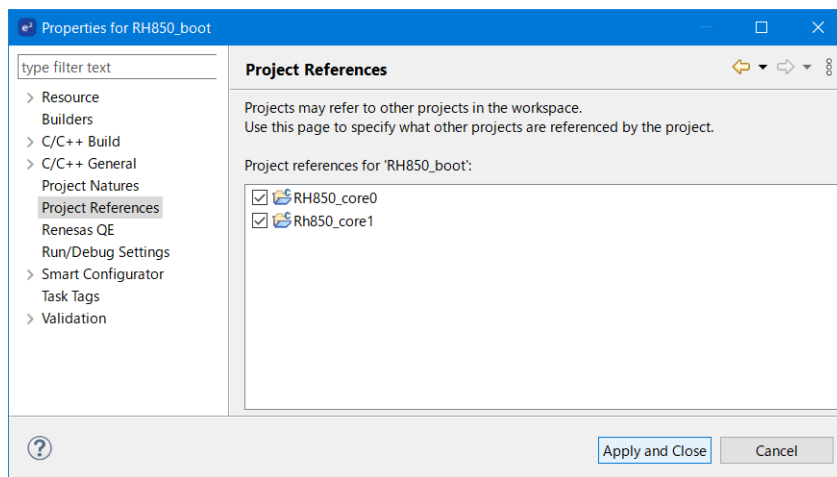 e² Properties for RH850_boot
type filter text
Resource
Builders
C/C++ Build
C/C++ General
Project Natures
Project References
Renesas QE
Run/Debug Settings
Smart Configurator
Task Tags
Validation
Project References
Projects may refer to other projects in the workspace.
Use this page to specify what other projects are referenced by the project.
Project references for 'RH850_boot':
RH850_core0
Rh850_core1
?
Apply and Close
Cancel